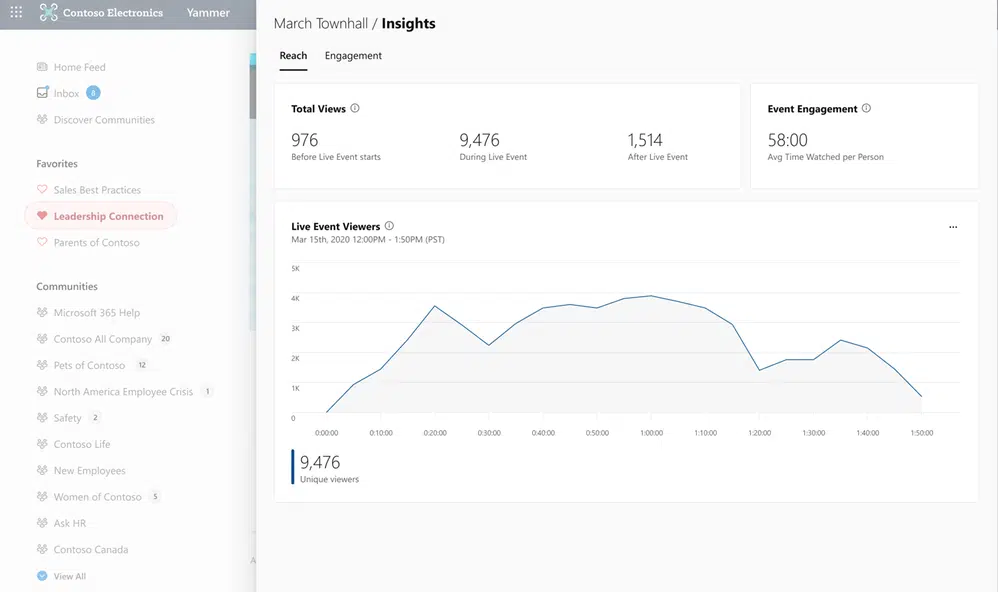 Contoso Electronics Yammer
Home Feed
Inbox 8
Discover Communities
Favorites
Sales Best Practices
Leadership Connection
Parents of Contoso
Communities
Microsoft 365 Help
Contoso All Company 20
Pets of Contoso 12
North America Employee Crisis 1
Safety 2
Contoso Life
New Employees
Women of Contoso 5
Ask HR
Contoso Canada
View All
March Townhall / Insights
Reach Engagement
Total Views
976 9,476 1,514
Before Live Event starts During Live Event After Live Event
Event Engagement
58:00
Avg Time Watched per Person
Live Event Viewers
Mar 15th, 2020 12:00PM - 1:50PM (PST)
5K
4K
3K
2K
1K
0
0:00:00 0:10:00 0:20:00 0:30:00 0:40:00 0:50:00 1:00:00 1:10:00 1:20:00 1:30:00 1:40:00 1:50:00
9,476
Unique viewers